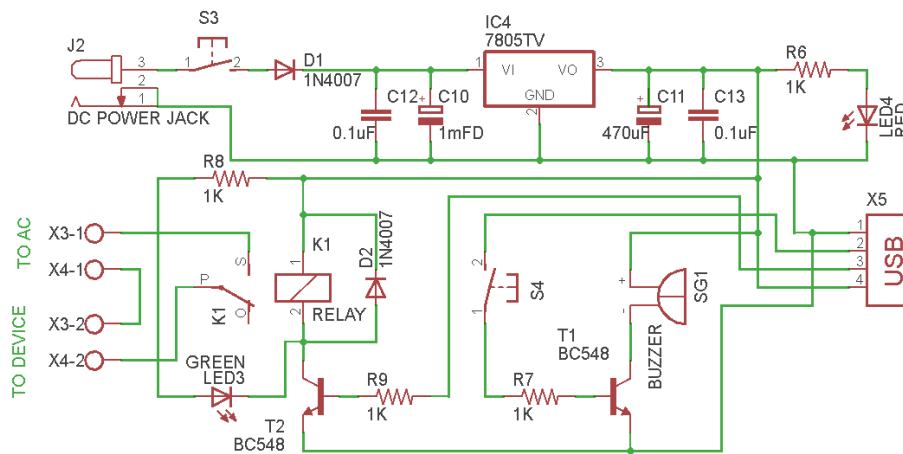 S3
J2
3
1
2
D1
1N4007
IC4
7805TV
1
VI
VO
3
GND
2
R6
1K
2
1
DC POWER JACK
C12
0.1uF
+
C10
1mFD
+
C11
470uF
C13
0.1uF
LED4
RED
R8
1K
TO AC
X3-1
X4-1
TO DEVICE
X3-2
X4-2
S
P
O
K1
K1
1
2
RELAY
D2
1N4007
GREEN
LED3
T2
BC548
R9
1K
2
1
S4
R7
1K
T1
BC548
+
-
SG1
BUZZER
X5
1
2
3
4
USB